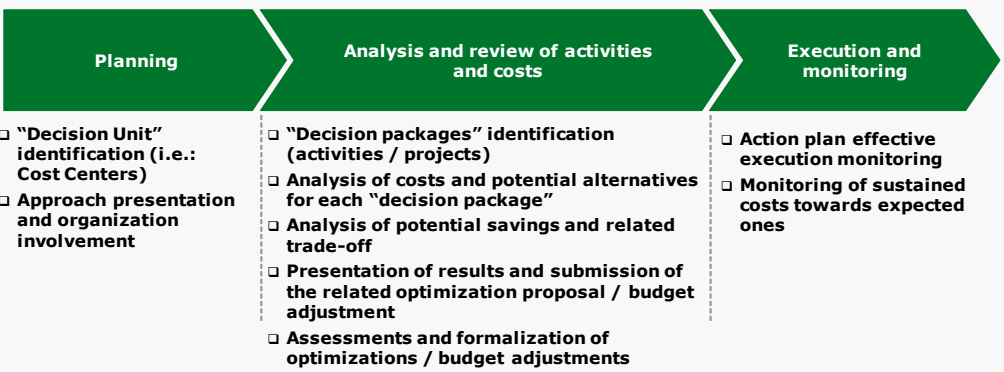 Planning
Analysis and review of activities
and costs
Execution and
monitoring
"Decision Unit"
identification (i.e.:
Cost Centers)
Approach presentation
and organization
involvement
"Decision packages" identification
(activities / projects)
Analysis of costs and potential alternatives
for each "decision package"
Analysis of potential savings and related
trade-off
Presentation of results and submission of
the related optimization proposal / budget
adjustment
Assessments and formalization of
optimizations / budget adjustments
Action plan effective
execution monitoring
Monitoring of sustained
costs towards expected
ones